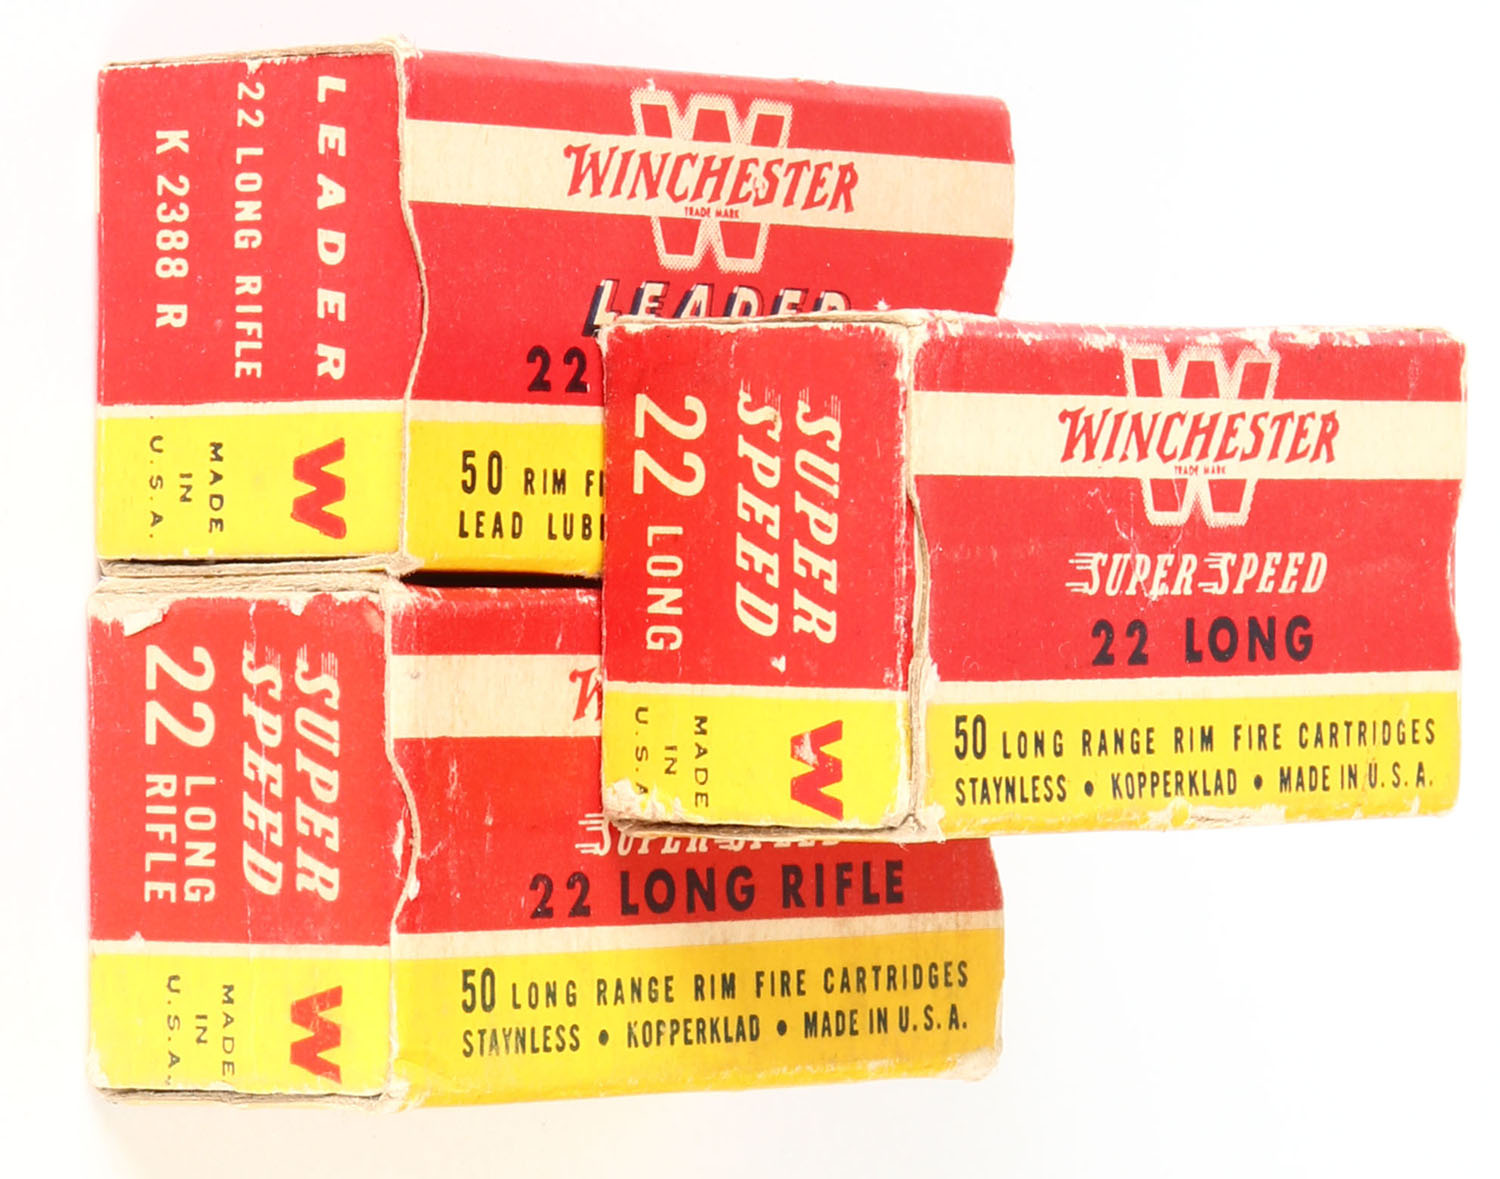 LEADER
22 LONG RIFLE
K 2388 R
W
MADE
IN
U.S.A.
W
WINCHESTER
TRADE MARK
LEADER
22
50 RIM FI
LEAD LUB
SUPER
SPEED
22 LONG
W
MADE
IN
U.S.A
W
WINCHESTER
TRADE MARK
SUPER-SPEED
22 LONG
50 LONG RANGE RIM FIRE CARTRIDGES
STAYNLESS • KOPPERKLAD • MADE IN U.S.A.
SUPER
SPEED
22 LONG
RIFLE
W
MADE
IN
U.S.A.
W
SUPER-SPEED
22 LONG RIFLE
50 LONG RANGE RIM FIRE CARTRIDGES
STAYNLESS • KOPPERKLAD • MADE IN U.S.A.